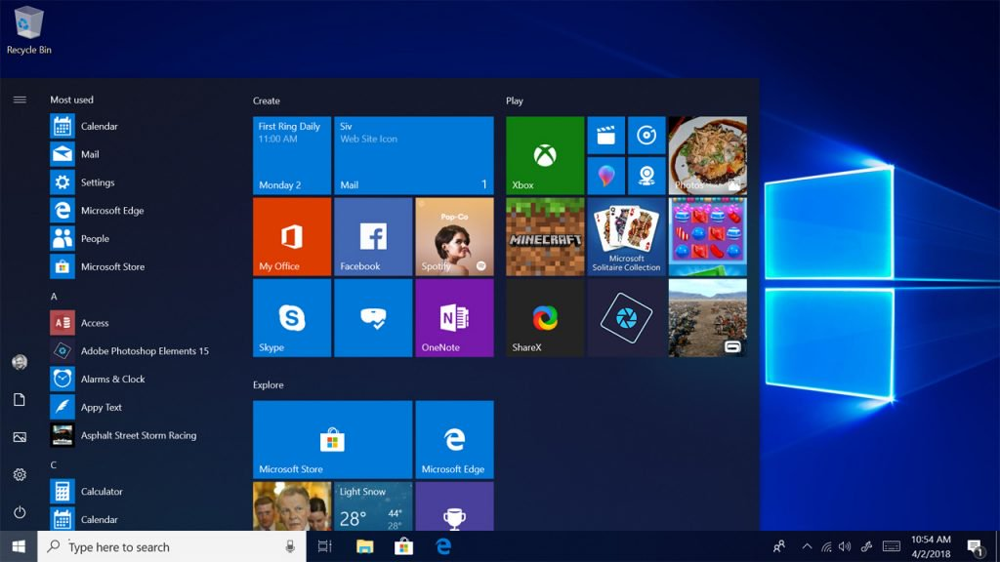 Recycle Bin
Most used
Calendar
Mail
Settings
Microsoft Edge
People
Microsoft Store
A
Access
Adobe Photoshop Elements 15
Alarms & Clock
Appy Text
Asphalt Street Storm Racing
C
Calculator
Calendar
Create
First Ring Daily
11:00 AM
Monday 2
Siv
Web Site Icon
Mail
1
My Office
Facebook
Pop-Co
Spotify
Skype
OneNote
Explore
Microsoft Store
Microsoft Edge
Light Snow
28°
44°
28°
Play
Xbox
Photos
MINECRAFT
Microsoft
Solitaire Collection
ShareX
Type here to search
10:54 AM
4/2/2018
1